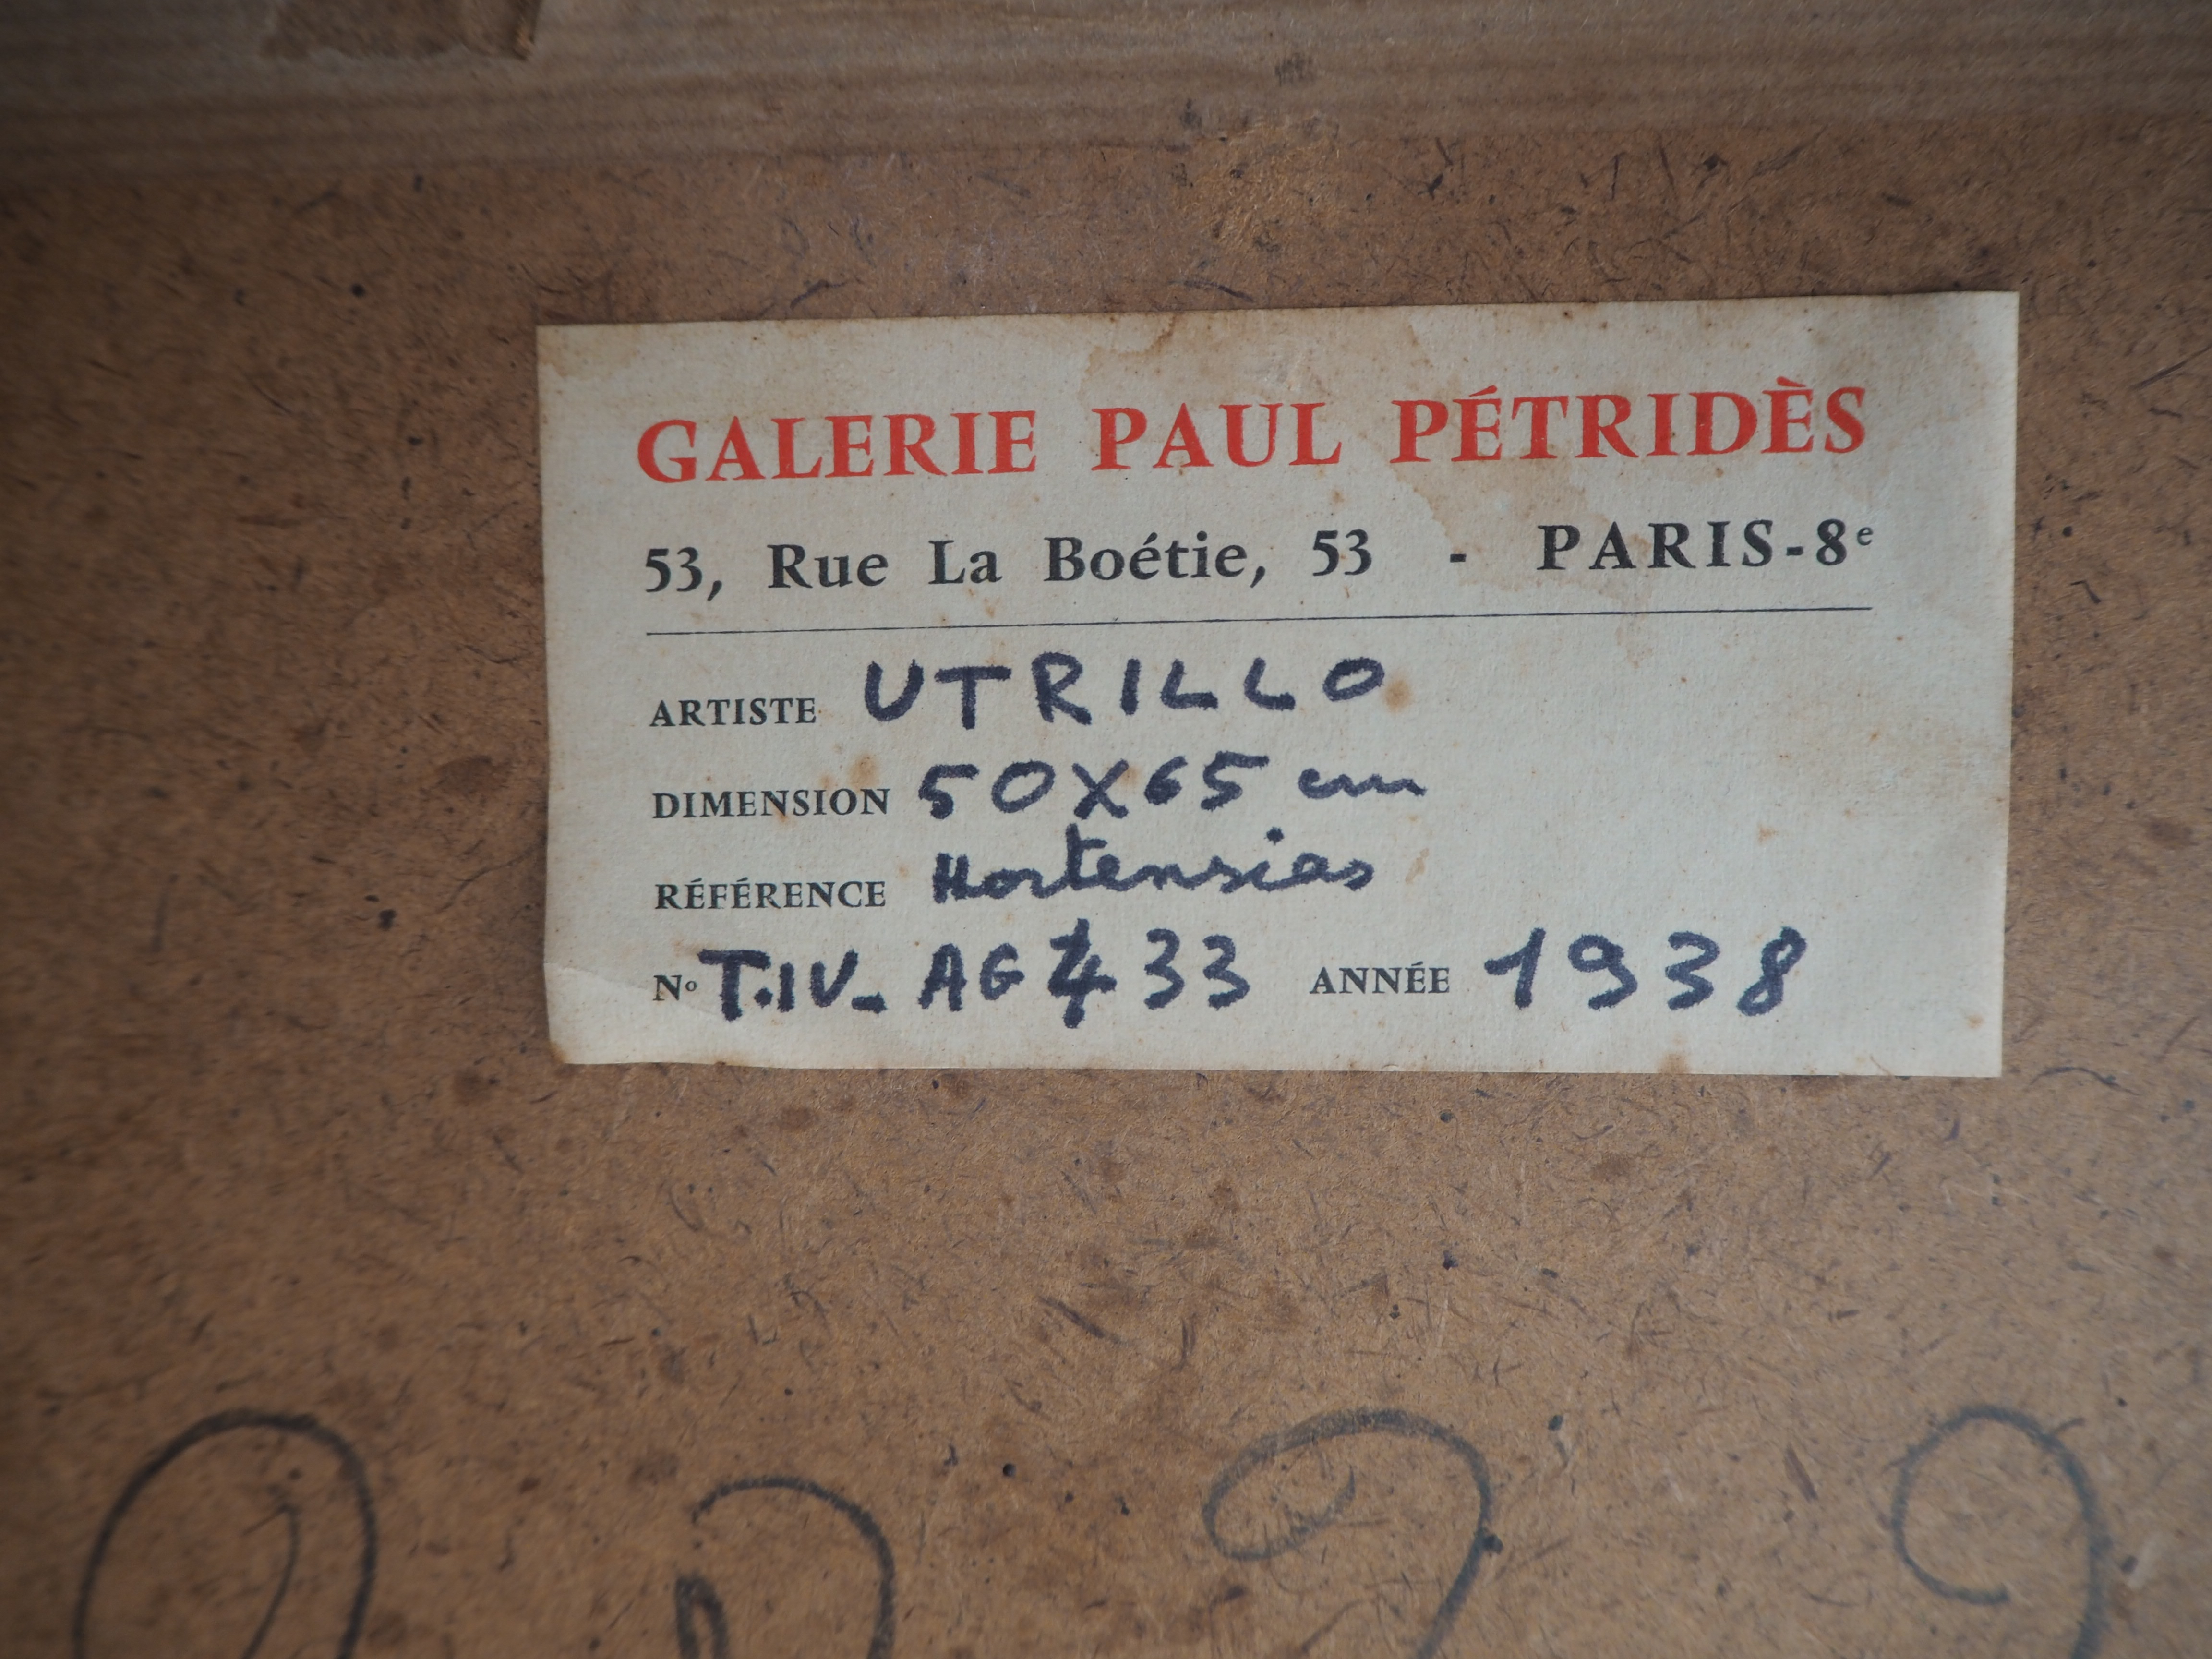 GALERIE PAUL PÉTRIDÈS
53, Rue La Boétie, 53 - PARIS-8e
ARTISTE UTRILLO
DIMENSION 50X65 cm
RÉFÉRENCE Hortensias
No T.IV- AG 433 ANNÉE 1938